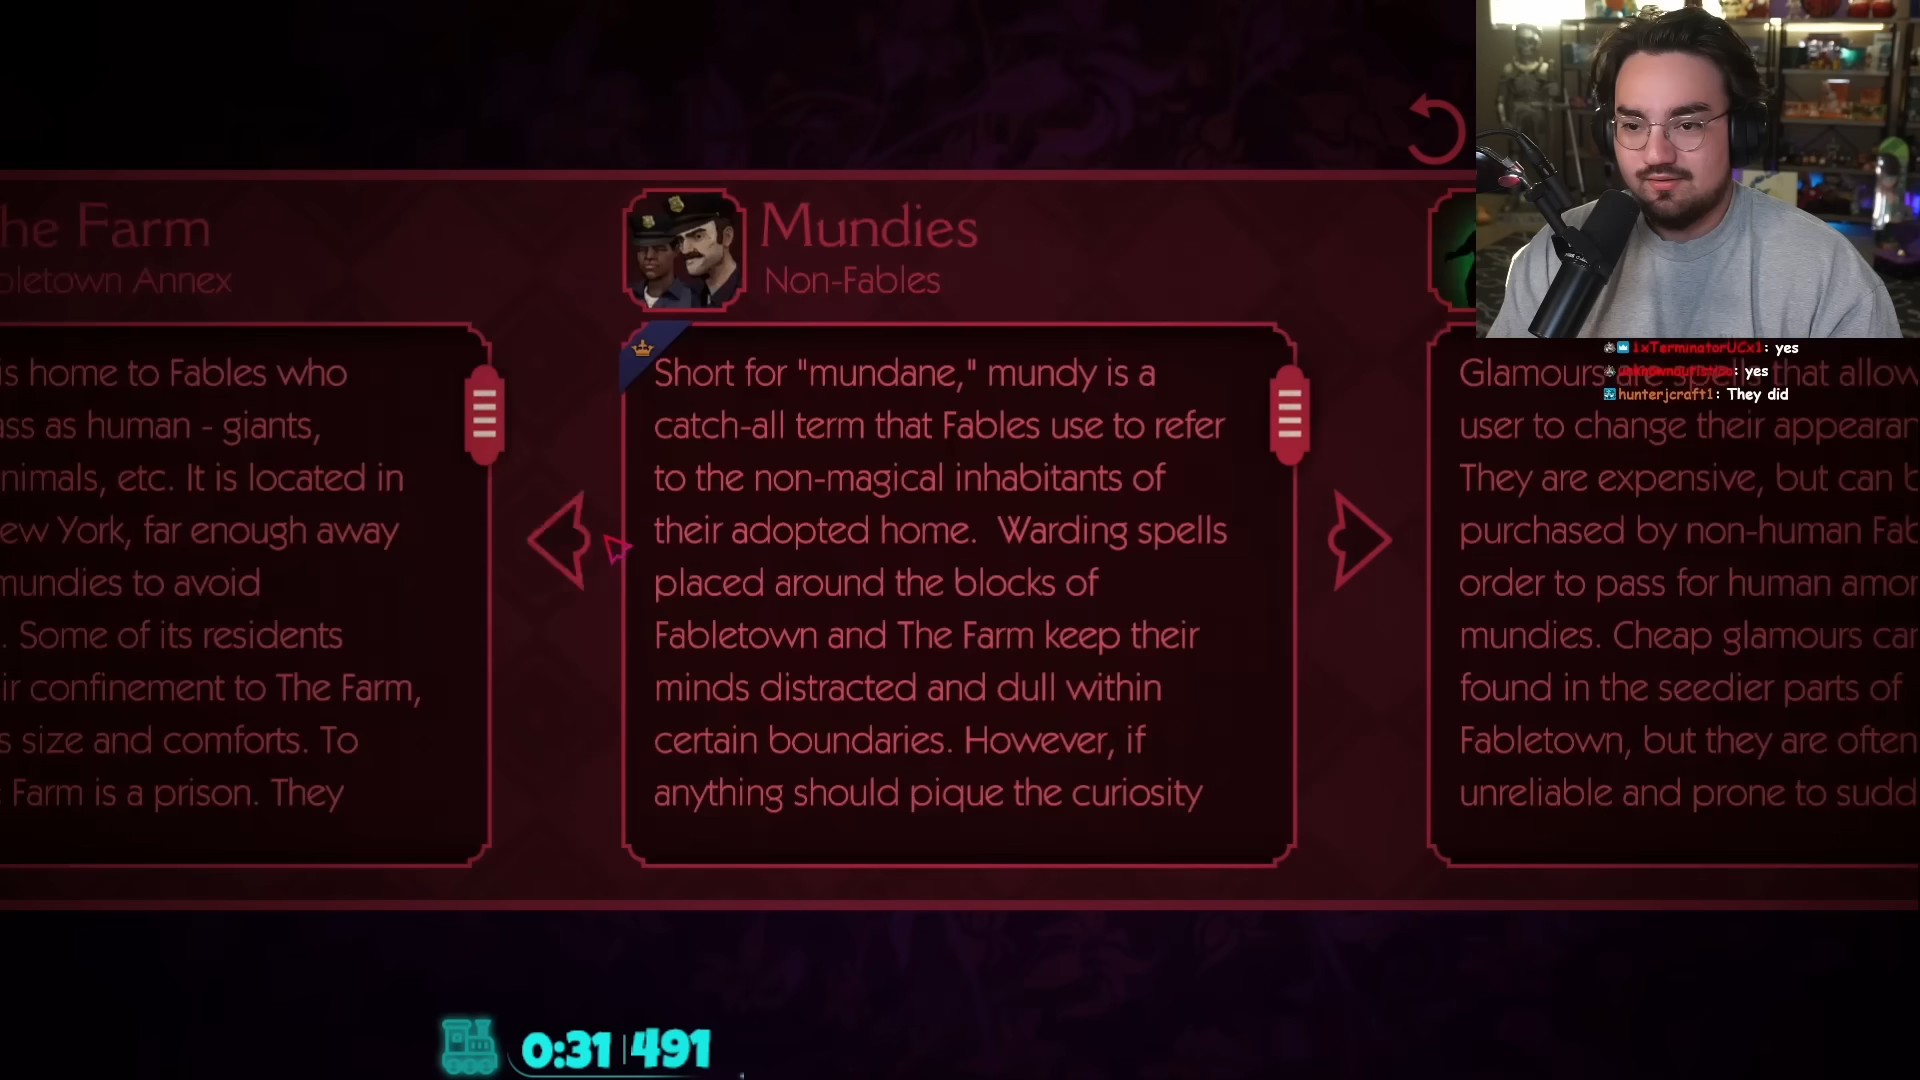 he Farm
bletown Annex
is home to Fables who
ass as human - giants,
nimals, etc. It is located in
ew York, far enough away
mundies to avoid
. Some of its residents
ir confinement to The Farm,
s size and comforts. To
Farm is a prison. They
Mundies
Non-Fables
Short for "mundane," mundy is a
catch-all term that Fables use to refer
to the non-magical inhabitants of
their adopted home.  Warding spells
placed around the blocks of
Fabletown and The Farm keep their
minds distracted and dull within
certain boundaries. However, if
anything should pique the curiosity
Glamours are spells that allow
user to change their appearan
They are expensive, but can b
purchased by non-human Fab
order to pass for human amon
mundies. Cheap glamours can
found in the seedier parts of
Fabletown, but they are often
unreliable and prone to sudd
1xTerminatorUCx1: yes
: yes
hunterjcraft1: They did
0:31 491